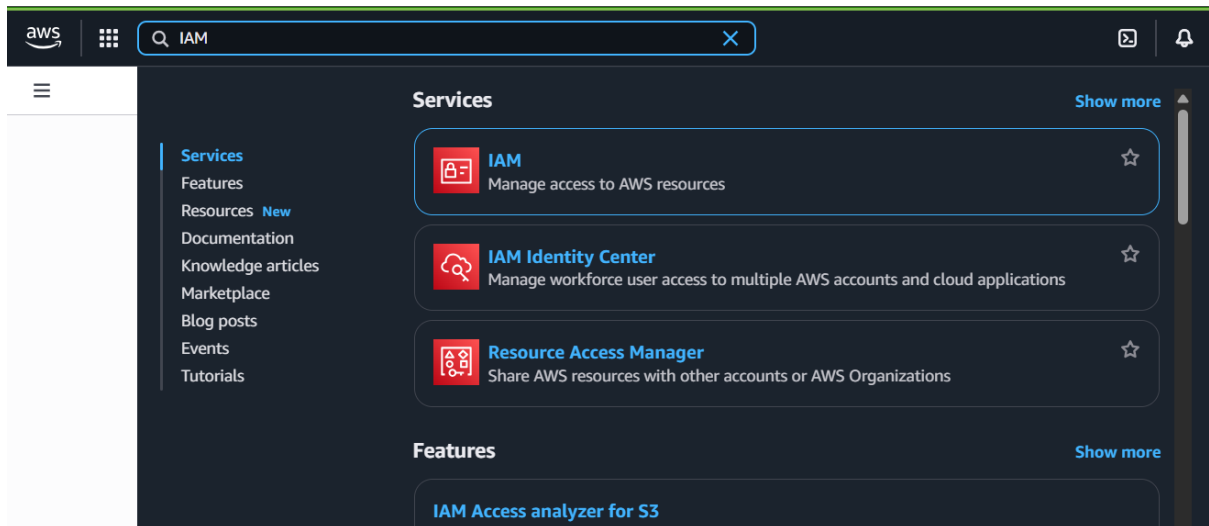 aws
IAM
Services
Show more
Services
Features
Resources New
Documentation
Knowledge articles
Marketplace
Blog posts
Events
Tutorials
IAM
Manage access to AWS resources
IAM Identity Center
Manage workforce user access to multiple AWS accounts and cloud applications
Resource Access Manager
Share AWS resources with other accounts or AWS Organizations
Features
Show more
IAM Access analyzer for S3